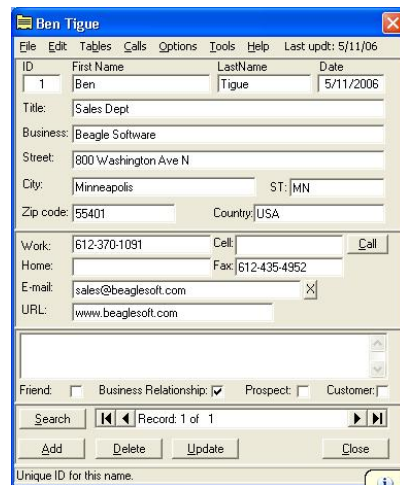 Ben Tigue
File Edit Tables Calls Options Tools Help Last updt: 5/11/06
ID First Name LastName Date
1 Ben Tigue 5/11/2006
Title: Sales Dept
Business: Beagle Software
Street: 800 Washington Ave N
City: Minneapolis ST: MN
Zip code: 55401 Country: USA
Work: 612-370-1091 Cell: Call
Home: Fax: 612-435-4952
E-mail: sales@beaglesoft.com X
URL: www.beaglesoft.com
Friend: Business Relationship: Prospect: Customer:
Search Record: 1 of 1
Add Delete Update Close
Unique ID for this name.